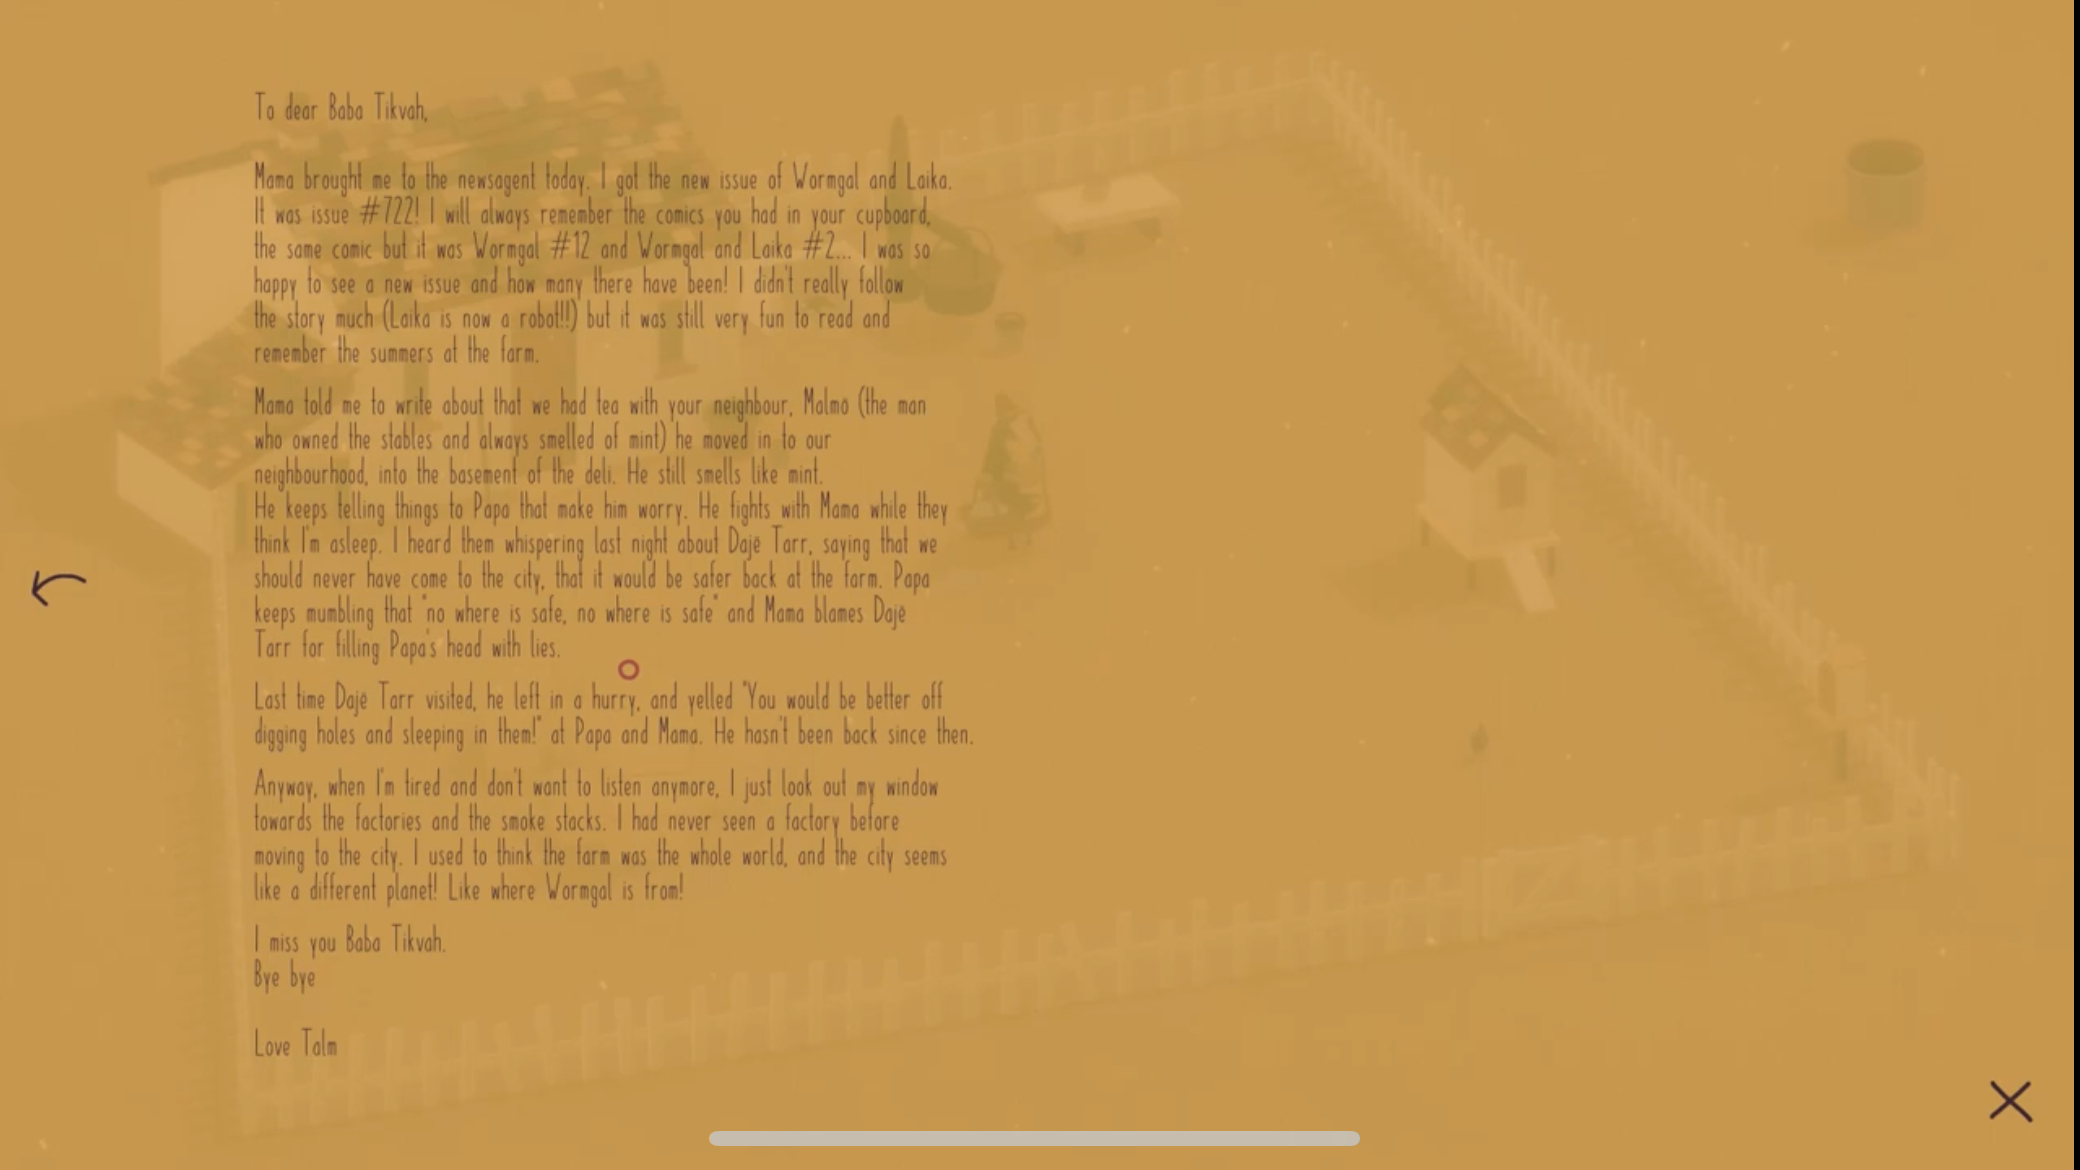 To dear Baba Tikvah,
Mama brought me to the newsagent today. I got the new issue of Wormgal and Laika.
It was issue #722! I will always remember the comics you had in your cupboard,
the same comic but it was Wormgal #12 and Wormgal and Laika #2... I was so
happy to see a new issue and how many there have been! I didn't really follow
the story much (Laika is now a robot!!) but it was still very fun to read and
remember the summers at the farm.
Mama told me to write about that we had tea with your neighbour, Malmö (the man
who owned the stables and always smelled of mint) he moved in to our
neighbourhood, into the basement of the deli. He still smells like mint.
He keeps telling things to Papa that make him worry. He fights with Mama while they
think I'm asleep. I heard them whispering last night about Dajë Tarr, saying that we
should never have come to the city, that it would be safer back at the farm. Papa
keeps mumbling that "no where is safe, no where is safe" and Mama blames Dajë
Tarr for filling Papa's head with lies.
Last time Dajë Tarr visited, he left in a hurry, and yelled "You would be better off
digging holes and sleeping in them!" at Papa and Mama. He hasn't been back since then.
Anyway, when I'm tired and don't want to listen anymore, I just look out my window
towards the factories and the smoke stacks. I had never seen a factory before
moving to the city. I used to think the farm was the whole world, and the city seems
like a different planet! Like where Wormgal is from!
I miss you Baba Tikvah.
Bye bye
Love Talm